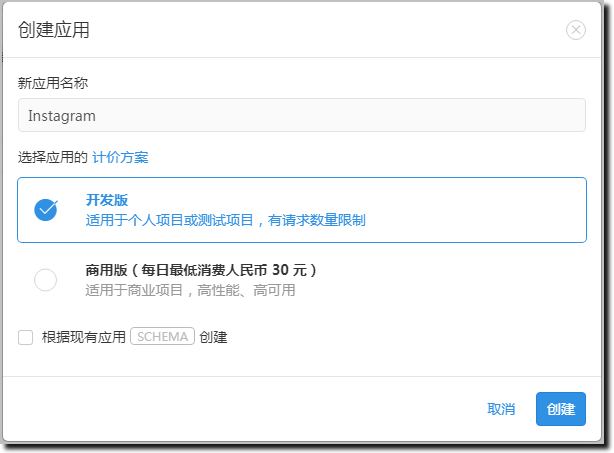 创建应用
新应用名称
Instagram
选择应用的 计价方案
开发版
适用于个人项目或测试项目，有请求数量限制
商用版（每日最低消费人民币 30 元）
适用于商业项目，高性能、高可用
根据现有应用 SCHEMA 创建
取消 创建